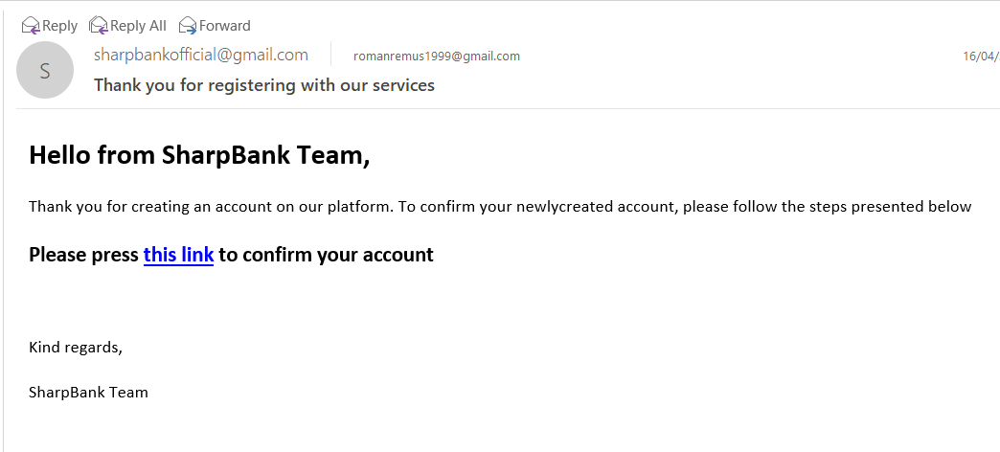 Reply Reply All Forward
S
sharpbankofficial@gmail.com romanremus1999@gmail.com 16/04/
Thank you for registering with our services
Hello from SharpBank Team,
Thank you for creating an account on our platform. To confirm your newlycreated account, please follow the steps presented below
Please press this link to confirm your account
Kind regards,
SharpBank Team